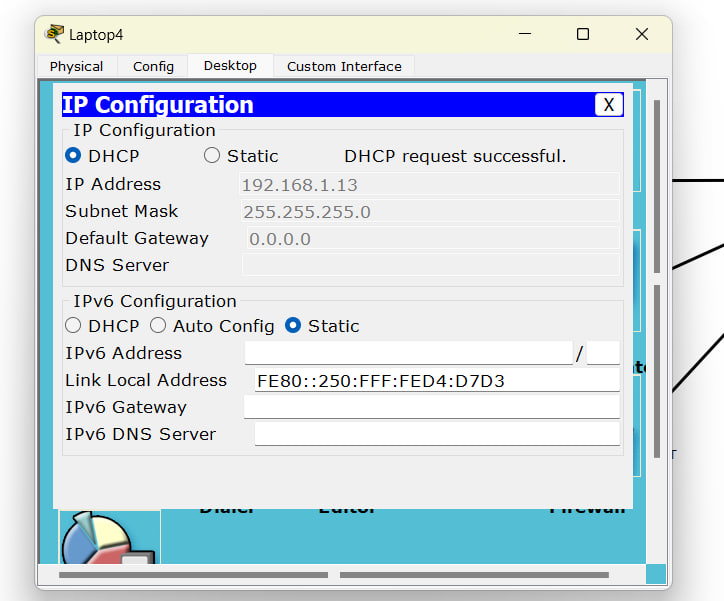 Laptop4
Physical Config Desktop Custom Interface
IP Configuration X
IP Configuration
DHCP Static DHCP request successful.
IP Address 192.168.1.13
Subnet Mask 255.255.255.0
Default Gateway 0.0.0.0
DNS Server
IPv6 Configuration
DHCP Auto Config Static
IPv6 Address /
Link Local Address FE80::250:FFF:FED4:D7D3
IPv6 Gateway
IPv6 DNS Server
Dialer Editor Firewall